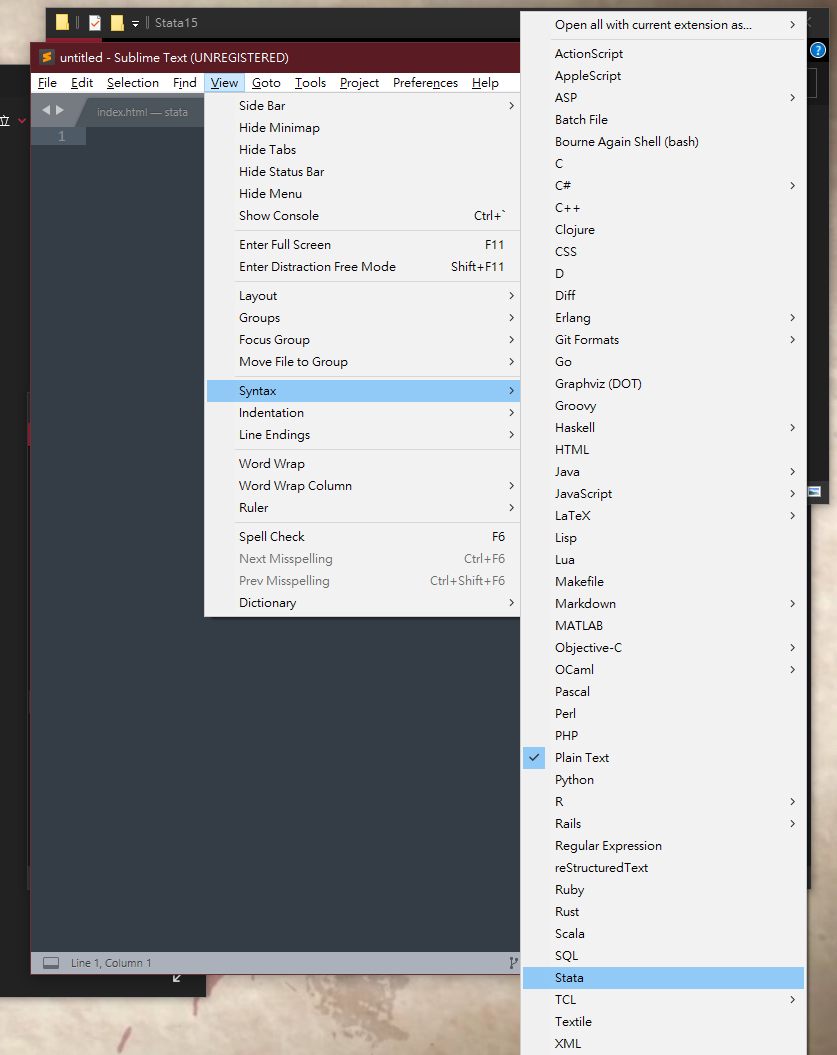 Stata15
untitled - Sublime Text (UNREGISTERED)
File Edit Selection Find View Goto Tools Project Preferences Help
index.html — stata
立
1
Side Bar
Hide Minimap
Hide Tabs
Hide Status Bar
Hide Menu
Show Console Ctrl+`
Enter Full Screen F11
Enter Distraction Free Mode Shift+F11
Layout
Groups
Focus Group
Move File to Group
Syntax
Indentation
Line Endings
Word Wrap
Word Wrap Column
Ruler
Spell Check F6
Next Misspelling Ctrl+F6
Prev Misspelling Ctrl+Shift+F6
Dictionary
Open all with current extension as...
ActionScript
AppleScript
ASP
Batch File
Bourne Again Shell (bash)
C
C#
C++
Clojure
CSS
D
Diff
Erlang
Git Formats
Go
Graphviz (DOT)
Groovy
Haskell
HTML
Java
JavaScript
LaTeX
Lisp
Lua
Makefile
Markdown
MATLAB
Objective-C
OCaml
Pascal
Perl
PHP
Plain Text
Python
R
Rails
Regular Expression
reStructuredText
Ruby
Rust
Scala
SQL
Stata
TCL
Textile
XML
Line 1, Column 1